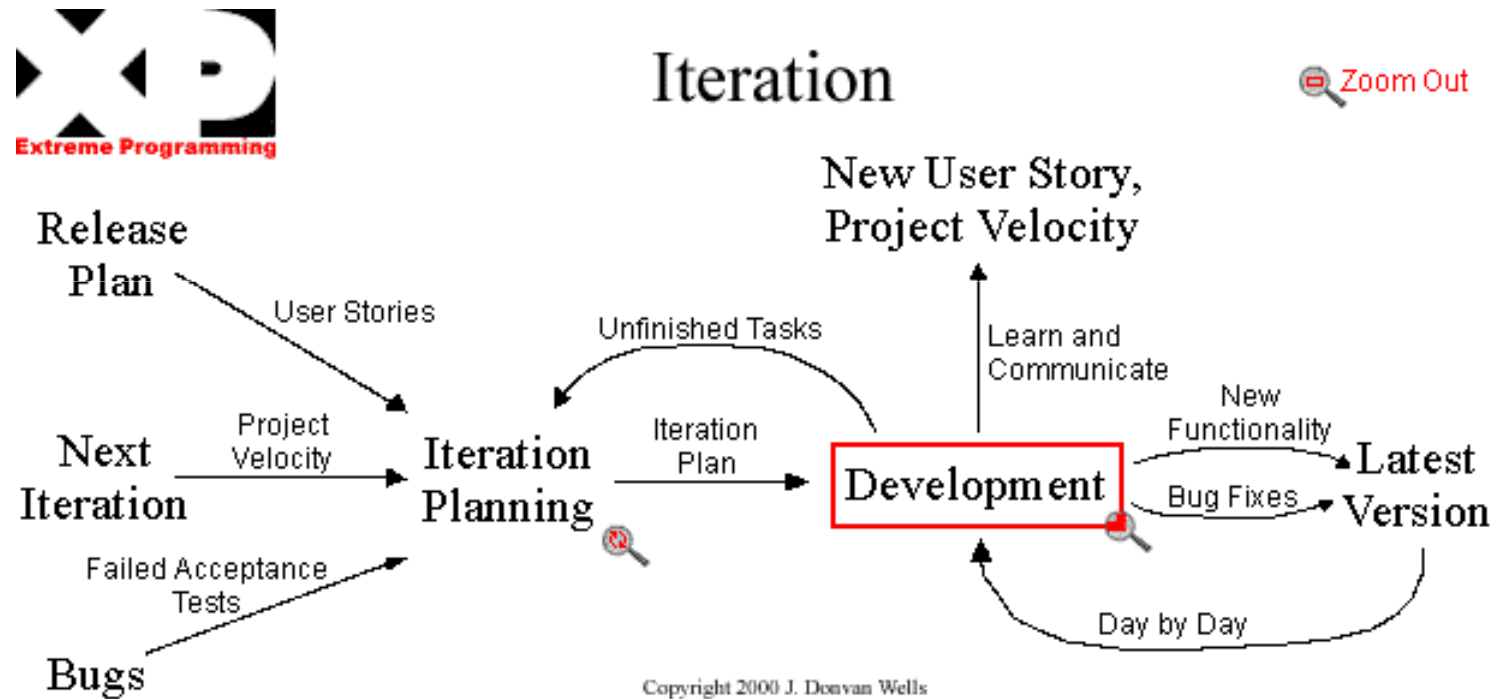 XP
Extreme Programming
Iteration
Zoom Out
New User Story,
Project Velocity
Release
Plan
User Stories
Unfinished Tasks
Learn and
Communicate
New
Functionality
Project
Velocity
Iteration
Plan
Next
Iteration
Iteration
Planning
Development
Latest
Version
Bug Fixes
Failed Acceptance
Tests
Day by Day
Bugs
Copyright 2000 J. Donvan Wells